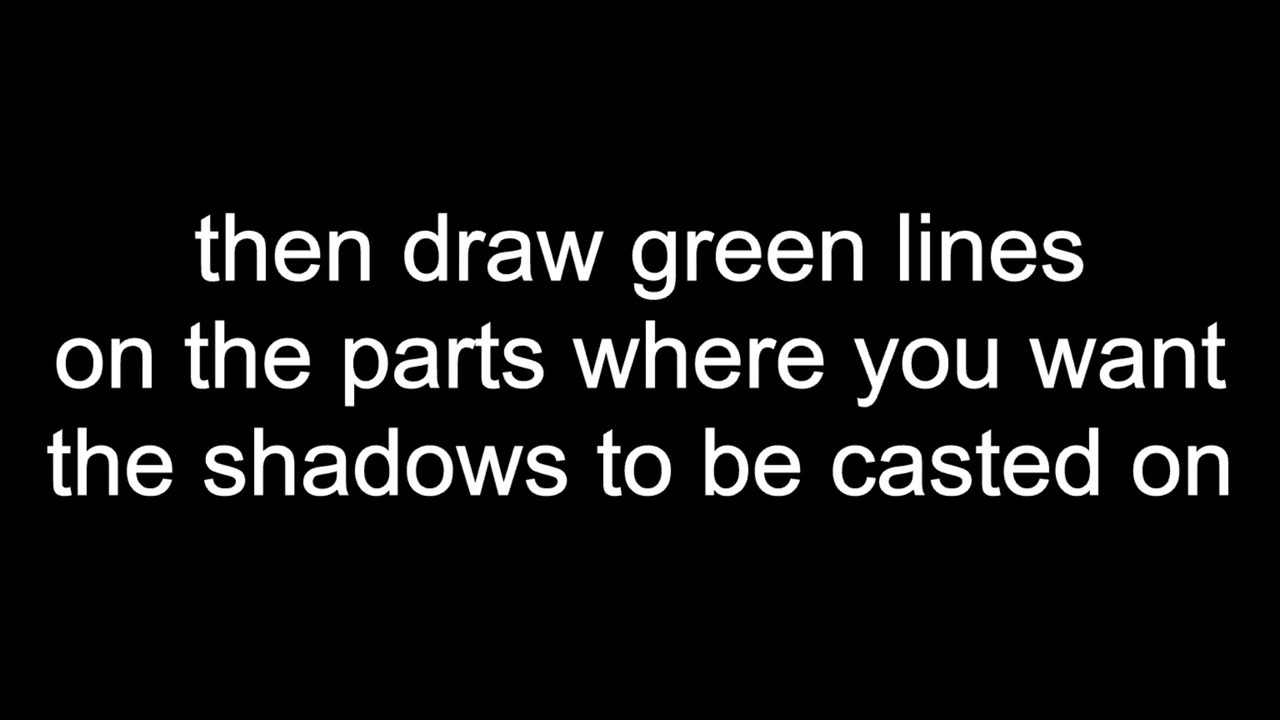 then draw green lines
on the parts where you want
the shadows to be casted on